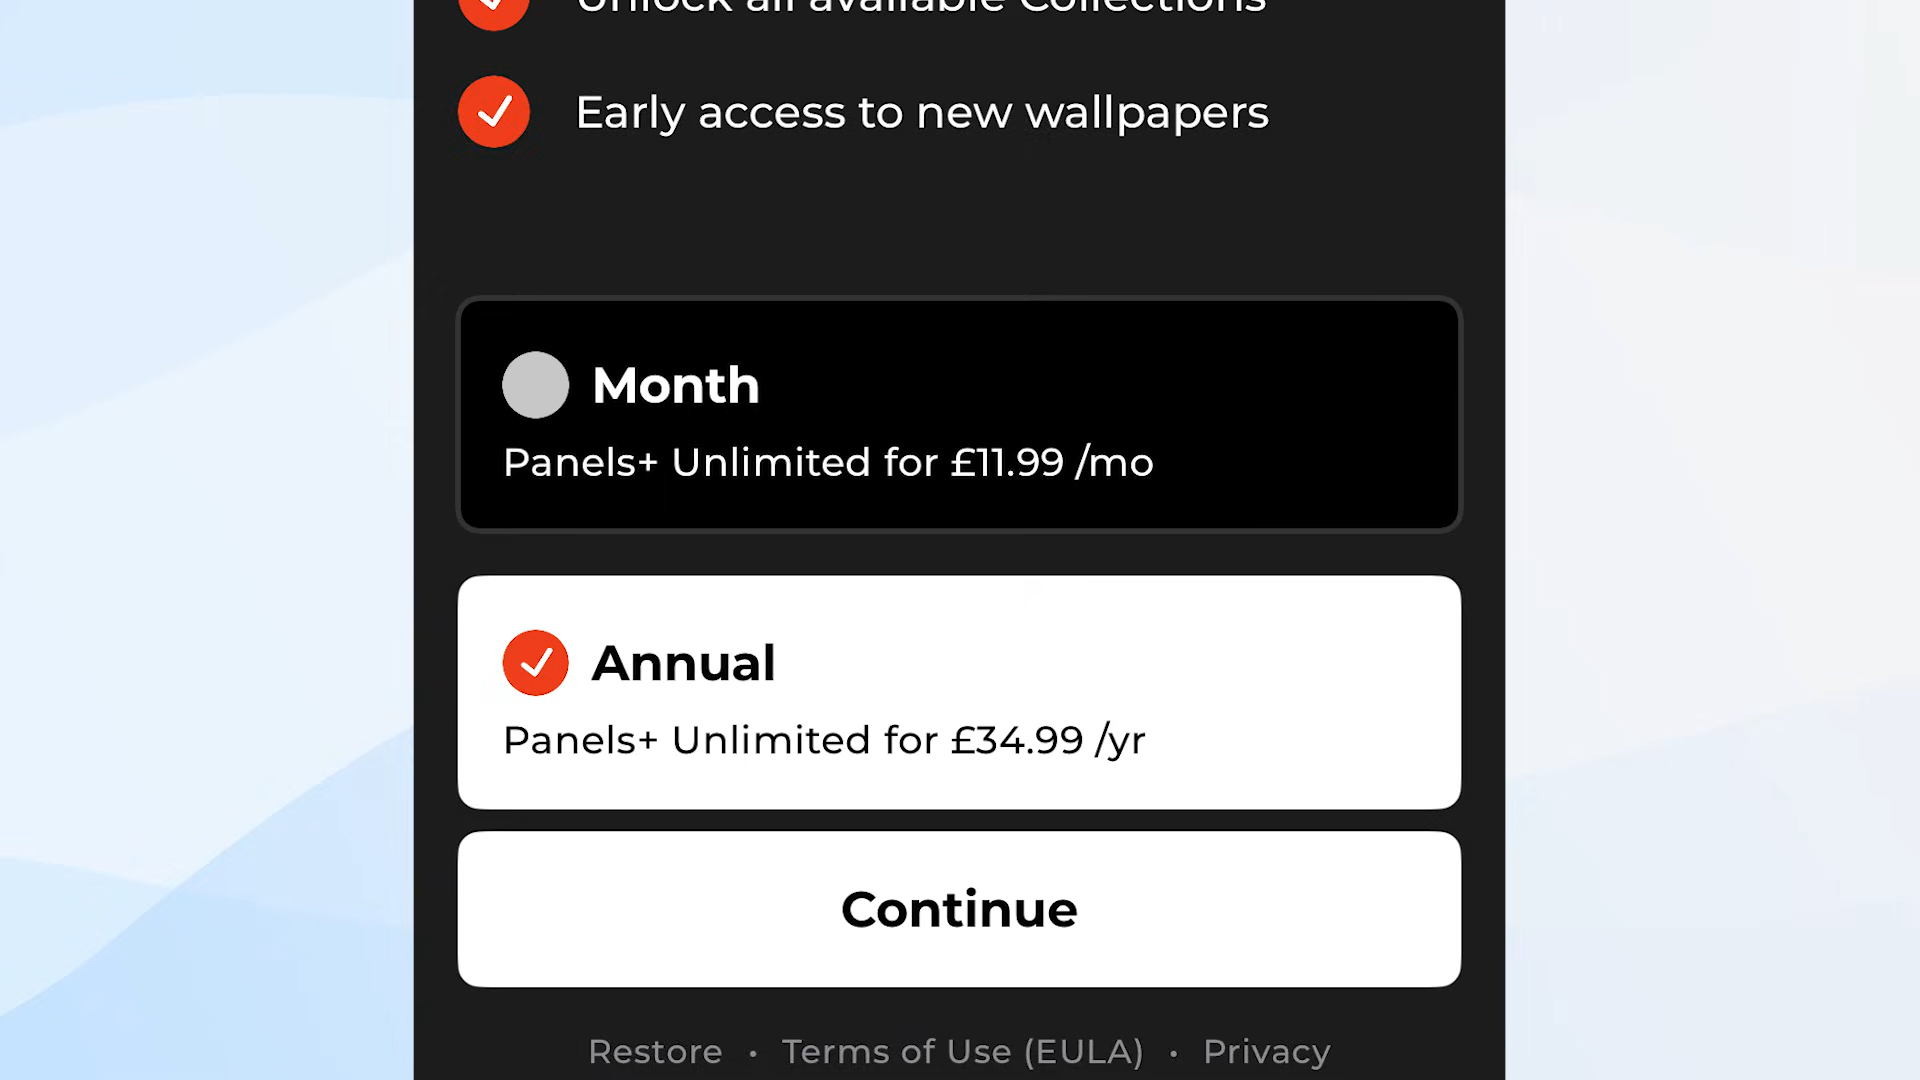 Unlock all available Collections
Early access to new wallpapers
Month
Panels+ Unlimited for £11.99 /mo
Annual
Panels+ Unlimited for £34.99 /yr
Continue
Restore • Terms of Use (EULA) • Privacy